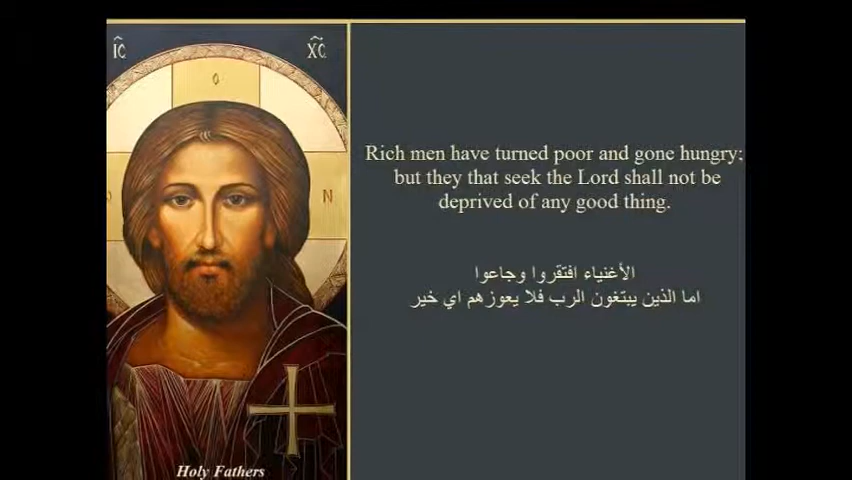 IC
XC
O
N
Rich men have turned poor and gone hungry;
but they that seek the Lord shall not be
deprived of any good thing.
الأغنياء افتقروا وجاعوا
اما الذين يبتغون الرب فلا يعوزهم اي خير
Holy Fathers